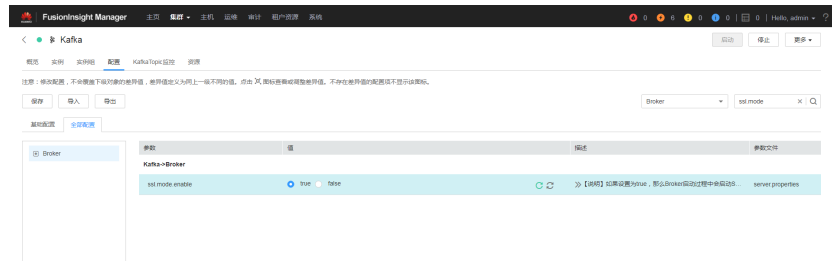 FusionInsight Manager 主页 集群 主机 运维 审计 租户资源 系统 0 6 0 0 0 Hello, admin
Kafka 启动 停止 更多
概览 实例 实例组 配置 KafkaTopic监控 资源
注意：修改配置，不会覆盖下级对象的差异值，差异值定义为同上一级不同的值。点击 图标查看或调整差异值。不存在差异值的配置项不显示该图标。
保存 导入 导出 Broker ssl.mode
基础配置 全部配置
Broker
参数 值 描述 参数文件
Kafka->Broker
ssl.mode.enable true false 【说明】如果设置为true，那么Broker启动过程中会启动S... server.properties